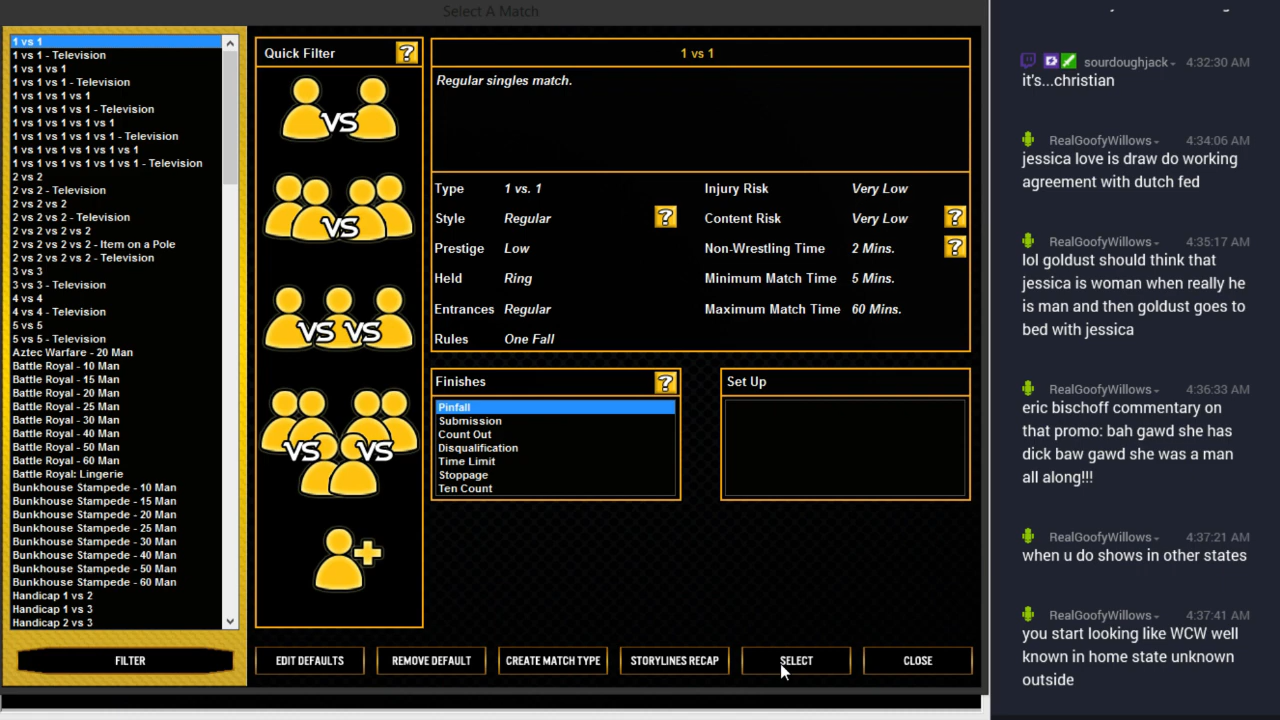 Select A Match
1 vs 1
1 vs 1 - Television
1 vs 1 vs 1
1 vs 1 vs 1 - Television
1 vs 1 vs 1 vs 1
1 vs 1 vs 1 vs 1 - Television
1 vs 1 vs 1 vs 1 vs 1
1 vs 1 vs 1 vs 1 vs 1 - Television
1 vs 1 vs 1 vs 1 vs 1 vs 1
1 vs 1 vs 1 vs 1 vs 1 vs 1 - Television
2 vs 2
2 vs 2 - Television
2 vs 2 vs 2
2 vs 2 vs 2 - Television
2 vs 2 vs 2 vs 2
2 vs 2 vs 2 vs 2 - Item on a Pole
2 vs 2 vs 2 vs 2 - Television
3 vs 3
3 vs 3 - Television
4 vs 4
4 vs 4 - Television
5 vs 5
5 vs 5 - Television
Aztec Warfare - 20 Man
Battle Royal - 10 Man
Battle Royal - 15 Man
Battle Royal - 20 Man
Battle Royal - 25 Man
Battle Royal - 30 Man
Battle Royal - 40 Man
Battle Royal - 50 Man
Battle Royal - 60 Man
Battle Royal: Lingerie
Bunkhouse Stampede - 10 Man
Bunkhouse Stampede - 15 Man
Bunkhouse Stampede - 20 Man
Bunkhouse Stampede - 25 Man
Bunkhouse Stampede - 30 Man
Bunkhouse Stampede - 40 Man
Bunkhouse Stampede - 50 Man
Bunkhouse Stampede - 60 Man
Handicap 1 vs 2
Handicap 1 vs 3
Handicap 2 vs 3
FILTER
Quick Filter ?
VS
VS
VS VS
VS VS
1 vs 1
Regular singles match.
Type 1 vs. 1 Injury Risk Very Low
Style Regular ? Content Risk Very Low ?
Prestige Low Non-Wrestling Time 2 Mins. ?
Held Ring Minimum Match Time 5 Mins.
Entrances Regular Maximum Match Time 60 Mins.
Rules One Fall
Finishes ?
Pinfall
Submission
Count Out
Disqualification
Time Limit
Stoppage
Ten Count
Set Up
EDIT DEFAULTS REMOVE DEFAULT CREATE MATCH TYPE STORYLINES RECAP SELECT CLOSE
sourdoughjack 4:32:30 AM
it's...christian
RealGoofyWillows 4:34:06 AM
jessica love is draw do working
agreement with dutch fed
RealGoofyWillows 4:35:17 AM
lol goldust should think that
jessica is woman when really he
is man and then goldust goes to
bed with jessica
RealGoofyWillows 4:36:33 AM
eric bischoff commentary on
that promo: bah gawd she has
dick baw gawd she was a man
all along!!!
RealGoofyWillows 4:37:21 AM
when u do shows in other states
RealGoofyWillows 4:37:41 AM
you start looking like WCW well
known in home state unknown
outside